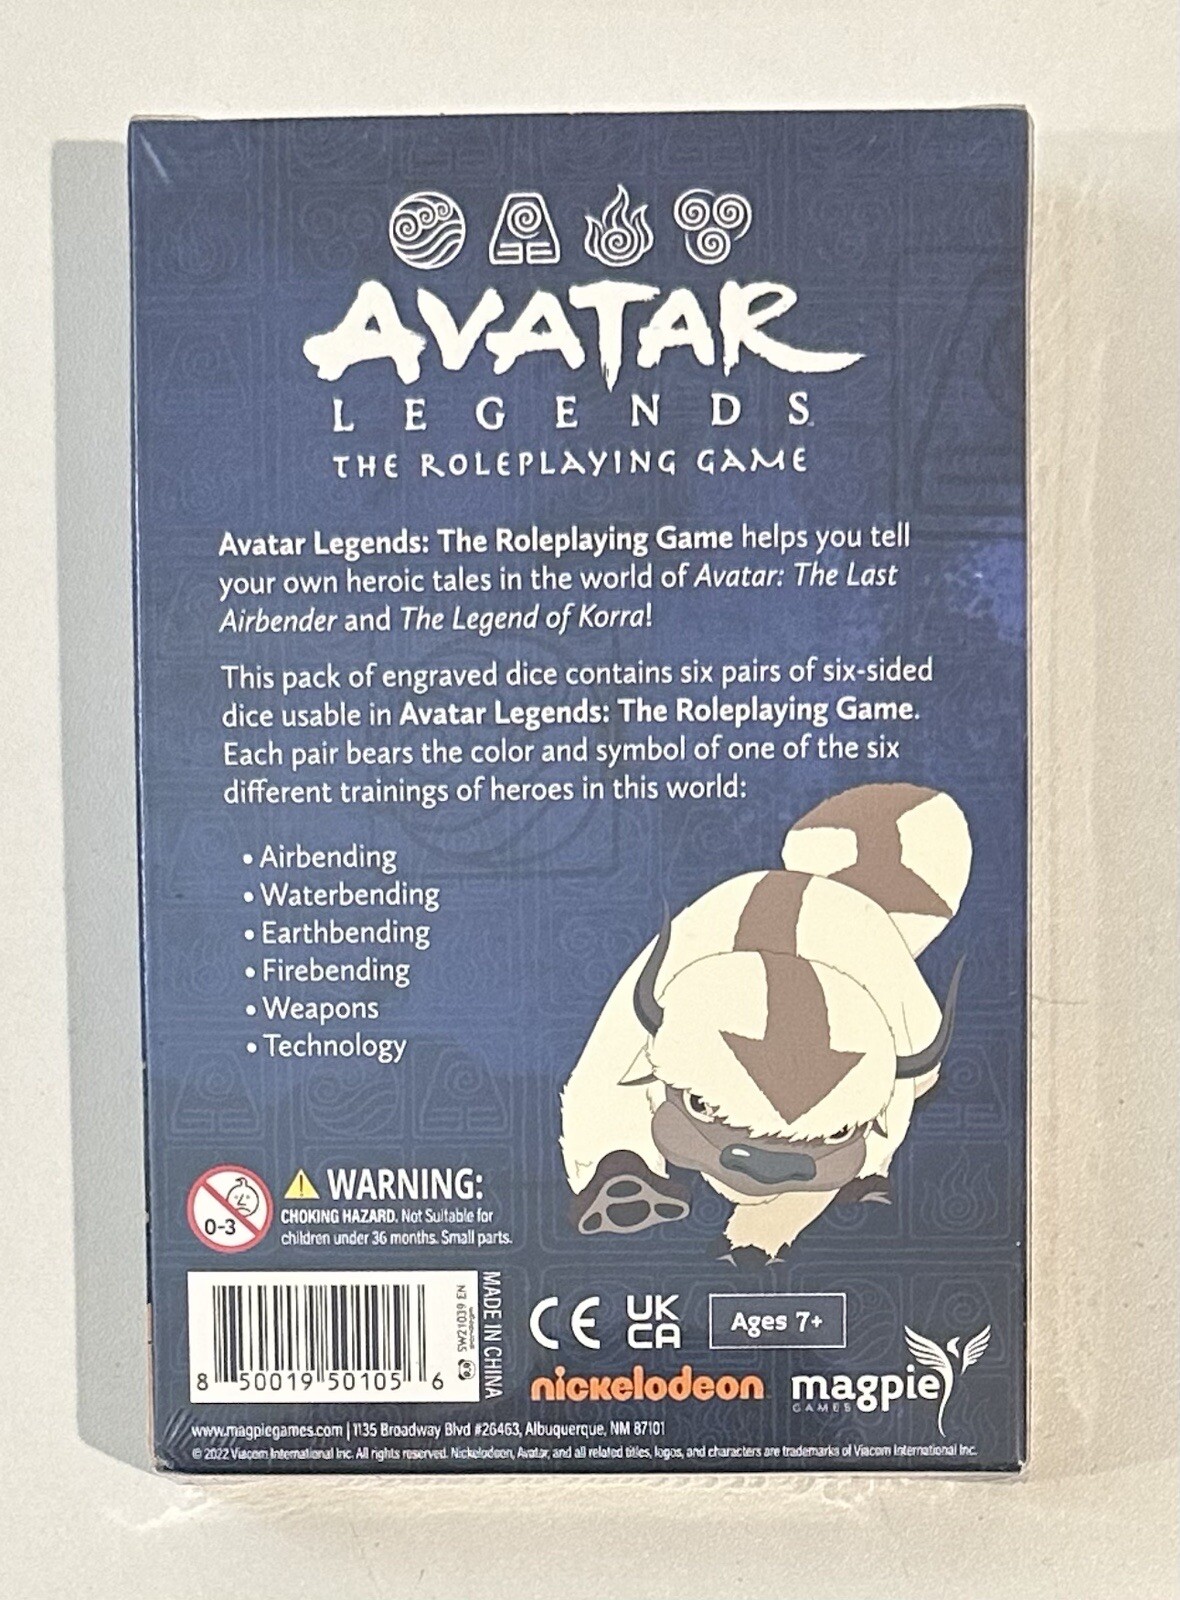 AVATAR
LEGENDS
THE ROLEPLAYING GAME
Avatar Legends: The Roleplaying Game helps you tell
your own heroic tales in the world of Avatar: The Last
Airbender and The Legend of Korra!
This pack of engraved dice contains six pairs of six-sided
dice usable in Avatar Legends: The Roleplaying Game.
Each pair bears the color and symbol of one of the six
different trainings of heroes in this world:
• Airbending
• Waterbending
• Earthbending
• Firebending
• Weapons
• Technology
0-3
WARNING:
CHOKING HAZARD. Not Suitable for
children under 36 months. Small parts.
8 50019 50105 6
MADE IN CHINA
CE
UK
CA
Ages 7+
nickelodeon
magpie
GAMES
www.magpiegames.com | 1135 Broadway Blvd #26463, Albuquerque, NM 87101
© 2022 Viacom International Inc. All rights reserved. Nickelodeon, Avatar, and all related titles, logos, and characters are trademarks of Viacom International Inc.